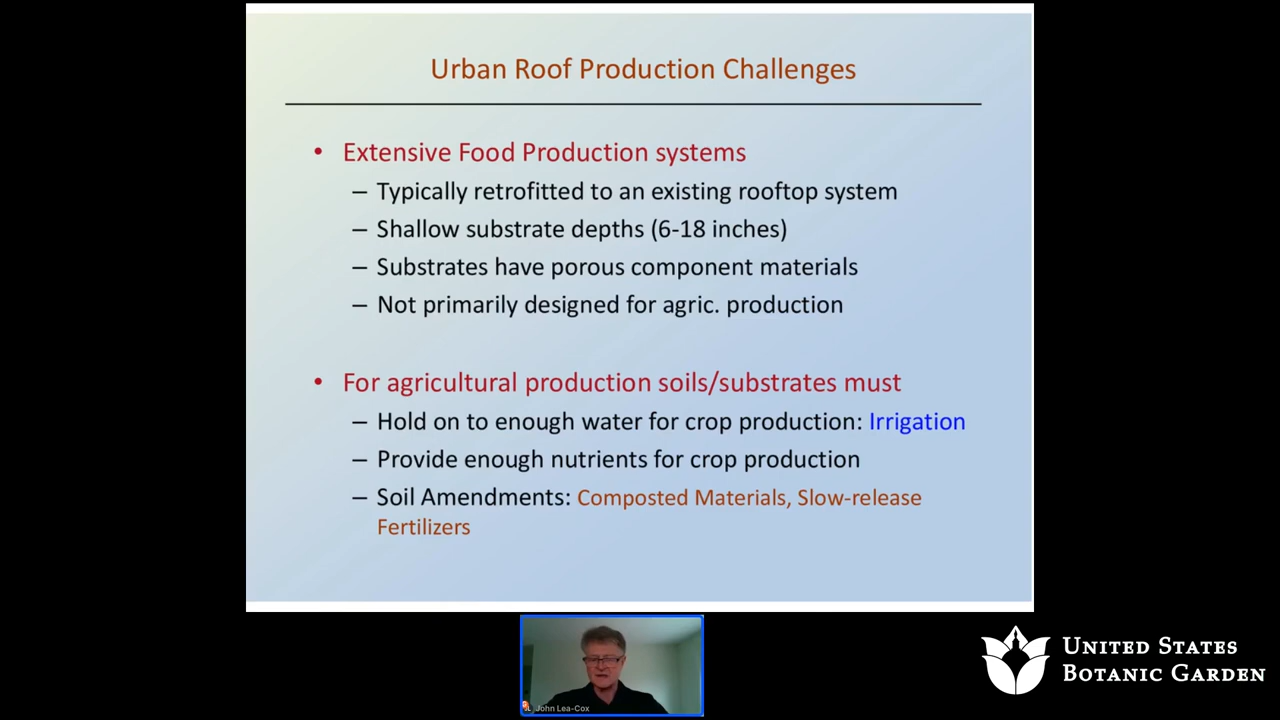 Urban Roof Production Challenges
• Extensive Food Production systems
– Typically retrofitted to an existing rooftop system
– Shallow substrate depths (6-18 inches)
– Substrates have porous component materials
– Not primarily designed for agric. production
• For agricultural production soils/substrates must
– Hold on to enough water for crop production: Irrigation
– Provide enough nutrients for crop production
– Soil Amendments: Composted Materials, Slow-release
Fertilizers
John Lea-Cox
UNITED STATES
BOTANIC GARDEN